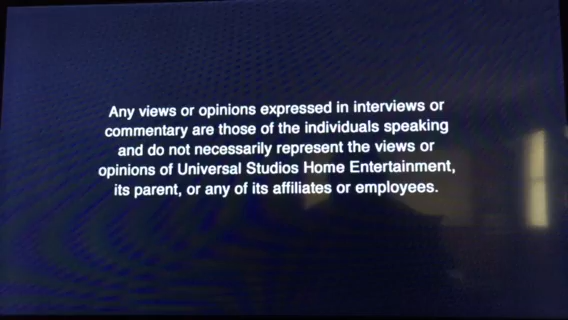 Any views or opinions expressed in interviews or
commentary are those of the individuals speaking
and do not necessarily represent the views or
opinions of Universal Studios Home Entertainment,
its parent, or any of its affiliates or employees.